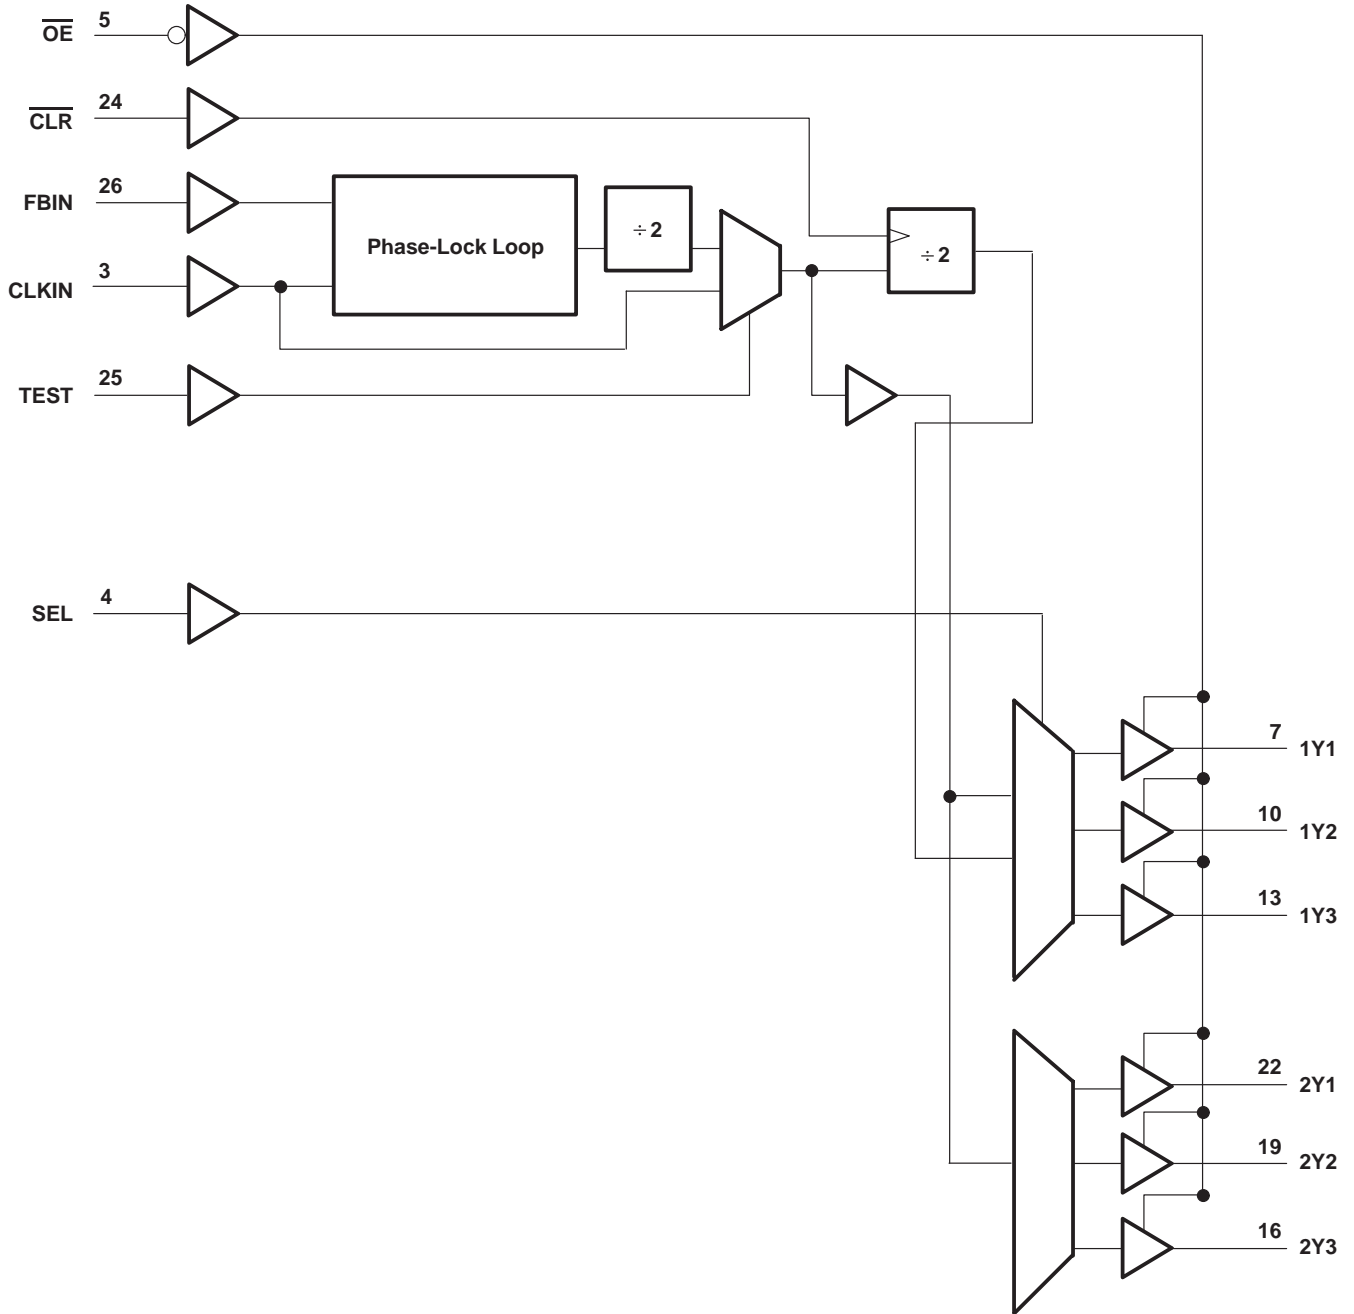 OE 5
CLR 24
FBIN 26
Phase-Lock Loop
÷ 2
÷ 2
CLKIN 3
TEST 25
SEL 4
7 1Y1
10 1Y2
13 1Y3
22 2Y1
19 2Y2
16 2Y3